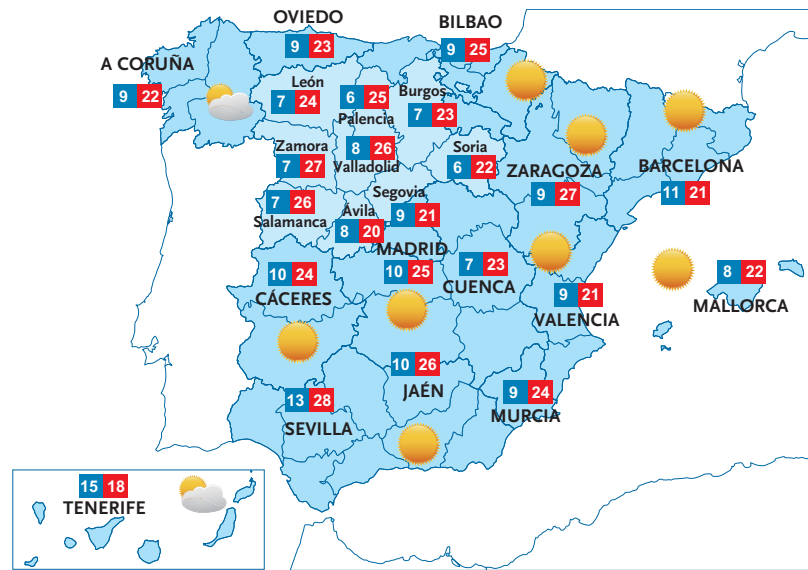 OVIEDO
9 23
BILBAO
9 25
A CORUÑA
9 22
León
7 24
6 25
Palencia
Burgos
7 23
Zamora
7 27
8 26
Valladolid
Soria
6 22
ZARAGOZA
9 27
BARCELONA
11 21
7 26
Salamanca
Ávila
8 20
Segovia
9 21
MADRID
10 25
10 24
CÁCERES
7 23
CUENCA
9 21
VALENCIA
8 22
MALLORCA
10 26
JAÉN
9 24
MURCIA
13 28
SEVILLA
15 18
TENERIFE